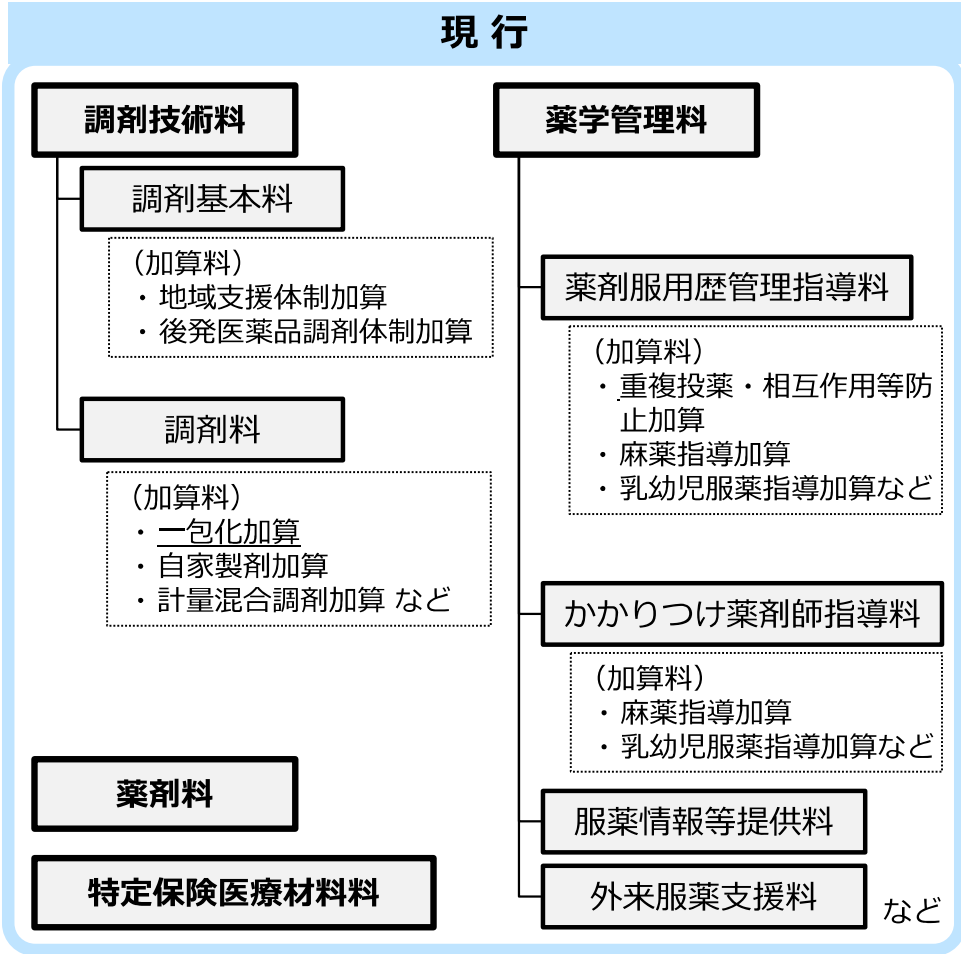 現 行
調剤技術料
調剤基本料
（加算料）
・ 地域支援体制加算
・ 後発医薬品調剤体制加算
調剤料
（加算料）
・ 一包化加算
・ 自家製剤加算
・ 計量混合調剤加算 など
薬剤料
特定保険医療材料料
薬学管理料
薬剤服用歴管理指導料
（加算料）
・ 重複投薬・相互作用等防
止加算
・ 麻薬指導加算
・ 乳幼児服薬指導加算など
かかりつけ薬剤師指導料
（加算料）
・ 麻薬指導加算
・ 乳幼児服薬指導加算など
服薬情報等提供料
外来服薬支援料
など